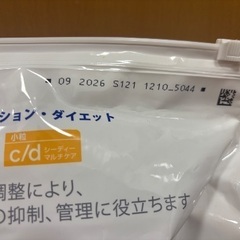 09 2026 S121 1210_5044
ション・ダイエット
小粒
c/d シーディー
マルチケア
調整により、
の抑制、管理に役立ちます